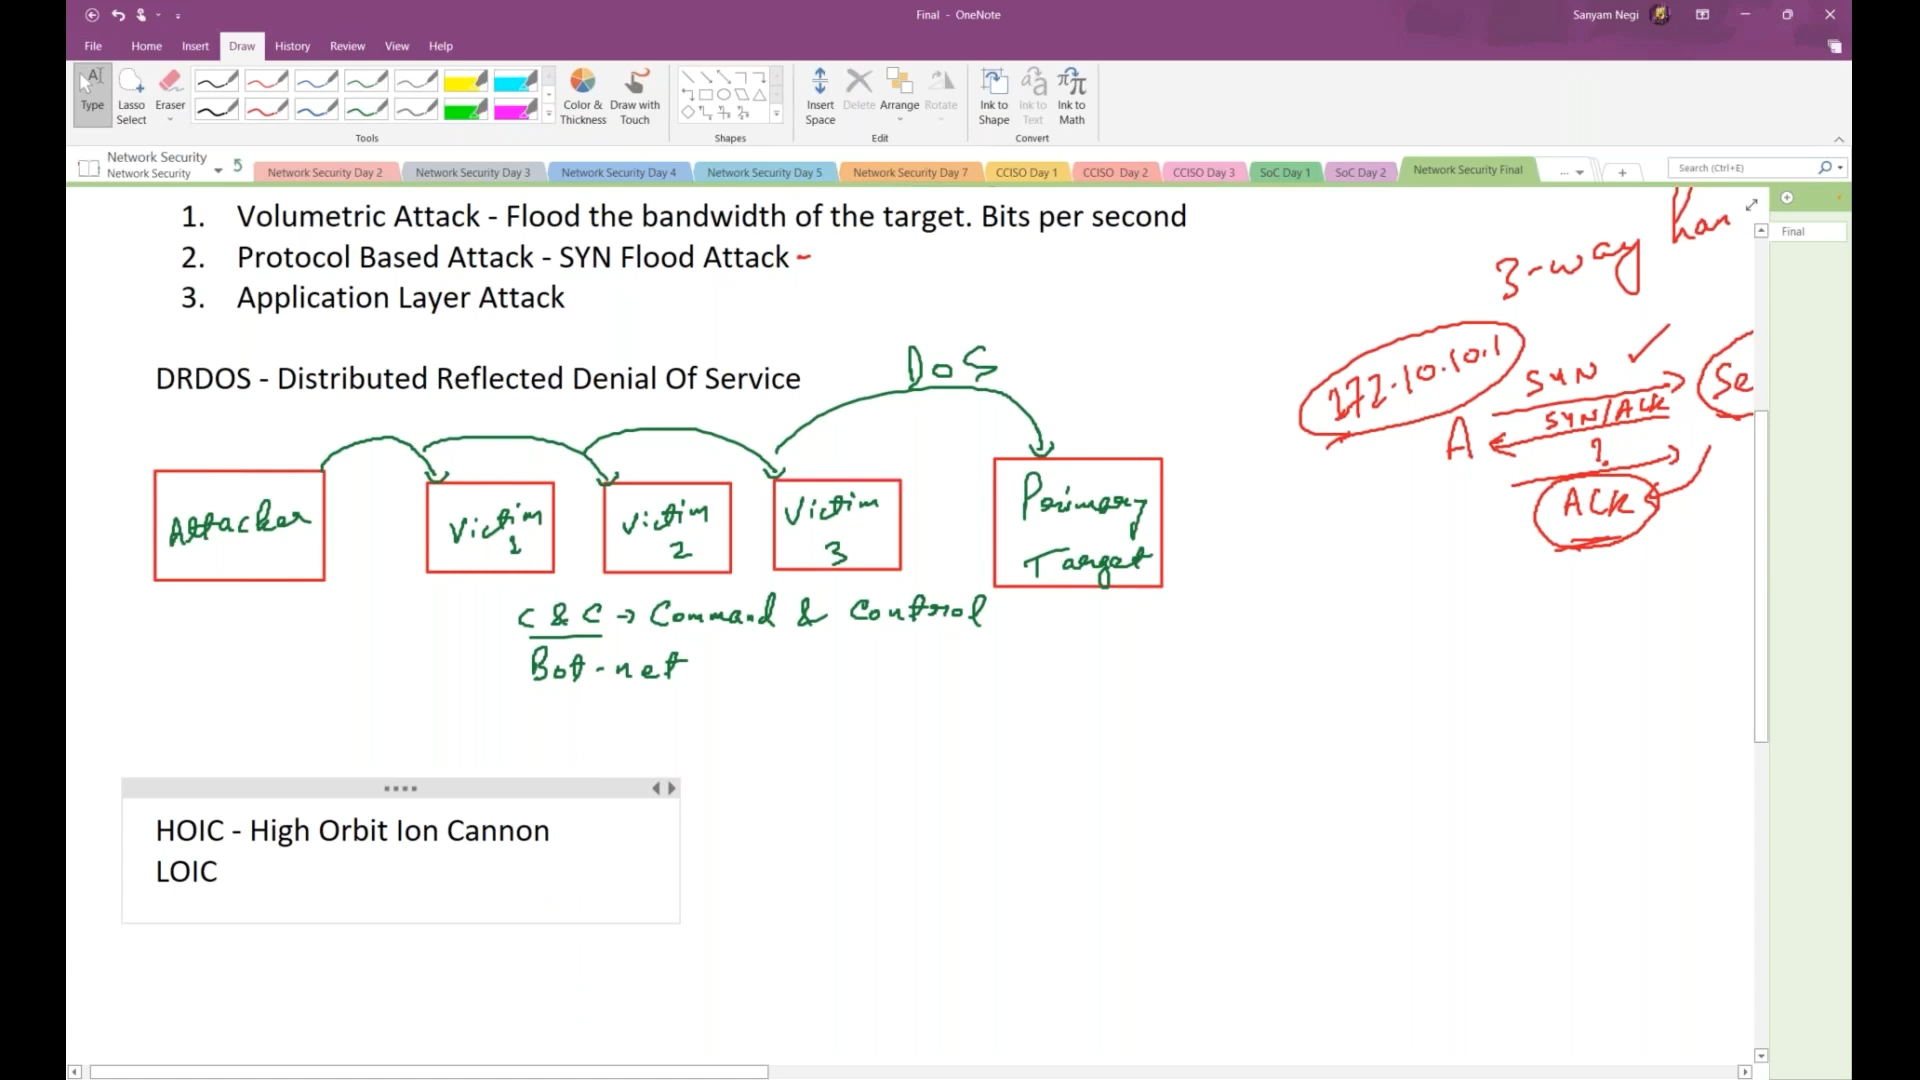 Final - OneNote
Sanyam Negi
File Home Insert Draw History Review View Help
Type
Lasso Select
Eraser
Color & Thickness
Draw with Touch
Insert Space
Delete
Arrange
Rotate
Ink to Shape
Ink to Text
Ink to Math
Tools Shapes Edit Convert
Network Security
Network Security
Network Security Day 2 Network Security Day 3 Network Security Day 4 Network Security Day 5 Network Security Day 7 CCISO Day 1 CCISO Day 2 CCISO Day 3 SoC Day 1 SoC Day 2 Network Security Final ...
Search (Ctrl+E)
Final
1. Volumetric Attack - Flood the bandwidth of the target. Bits per second
2. Protocol Based Attack - SYN Flood Attack -
3. Application Layer Attack
3-way han
172.10.10.1
SYN
Se
SYN/ACK
A
?
ACK
DRDOS - Distributed Reflected Denial Of Service
DoS
Attacker
Victim 1
Victim 2
Victim 3
Primary Target
C & C → Command & Control
Bot-net
HOIC - High Orbit Ion Cannon
LOIC